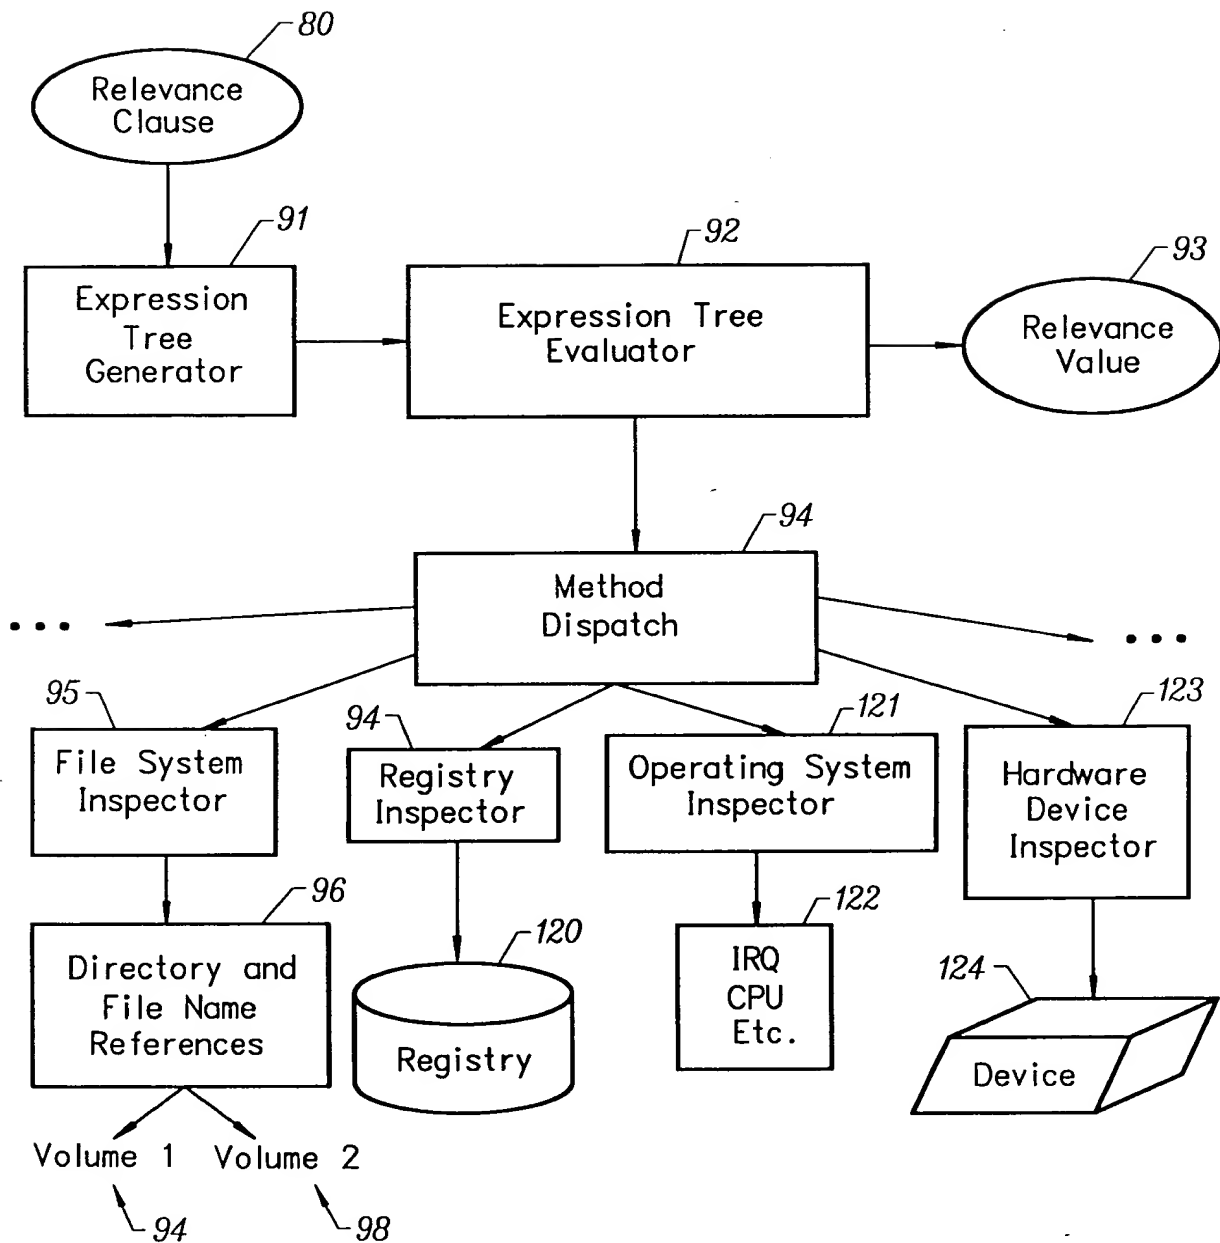 80
Relevance
Clause
91
Expression
Tree
Generator
92
Expression Tree
Evaluator
93
Relevance
Value
94
Method
Dispatch
• • •
• • •
95
File System
Inspector
94
Registry
Inspector
121
Operating System
Inspector
123
Hardware
Device
Inspector
96
Directory and
File Name
References
120
Registry
122
IRQ
CPU
Etc.
124
Device
Volume 1
Volume 2
94
98